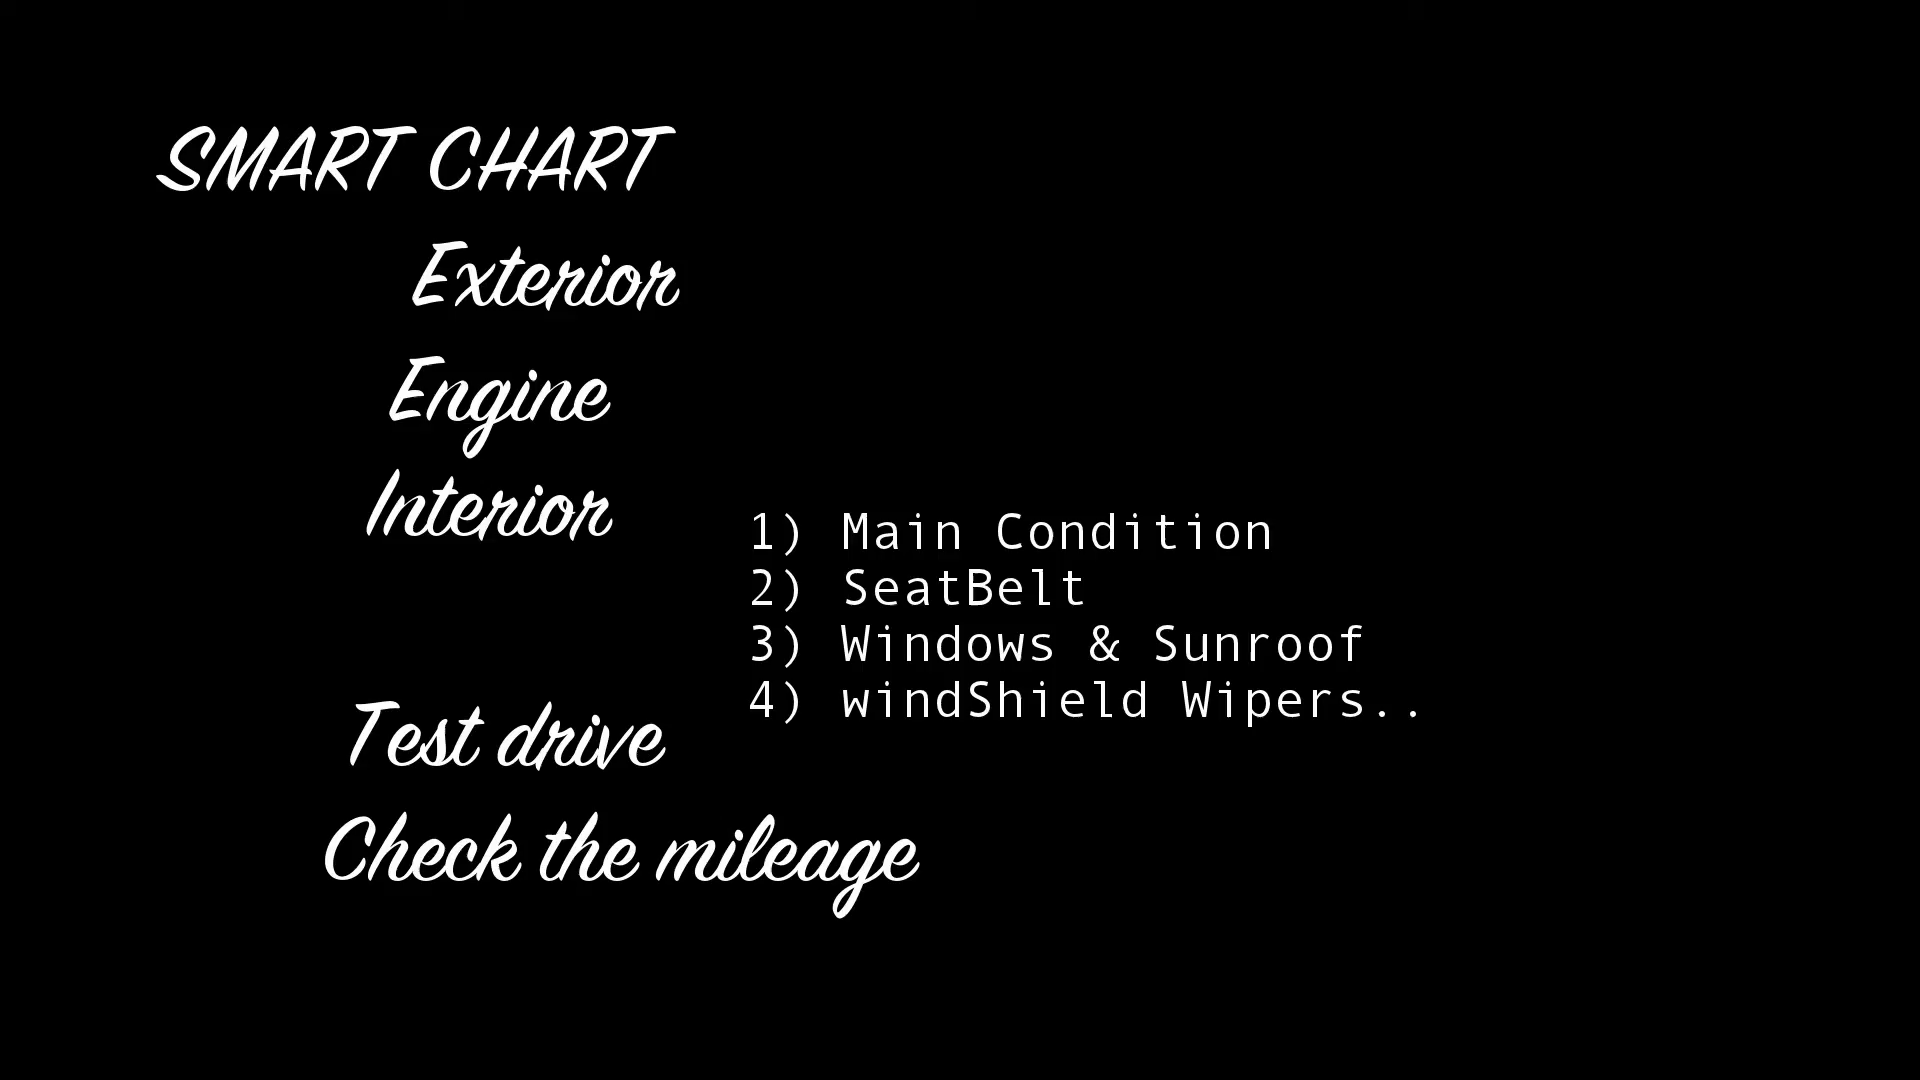 SMART CHART
Exterior
Engine
Interior
1) Main Condition
2) SeatBelt
3) Windows & Sunroof
4) windShield Wipers..
Test drive
Check the mileage